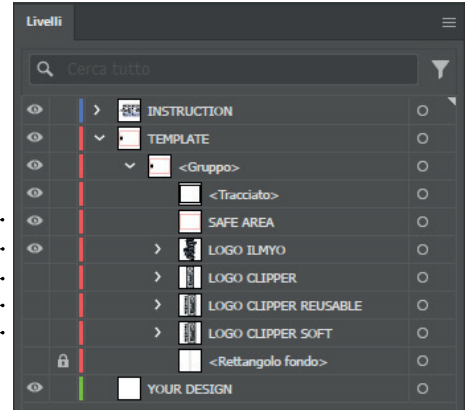 Livelli
Cerca tutto
INSTRUCTION
TEMPLATE
<Gruppo>
<Tracciato>
SAFE AREA
LOGO ILMYO
LOGO CLIPPER
LOGO CLIPPER REUSABLE
LOGO CLIPPER SOFT
<Rettangolo fondo>
YOUR DESIGN